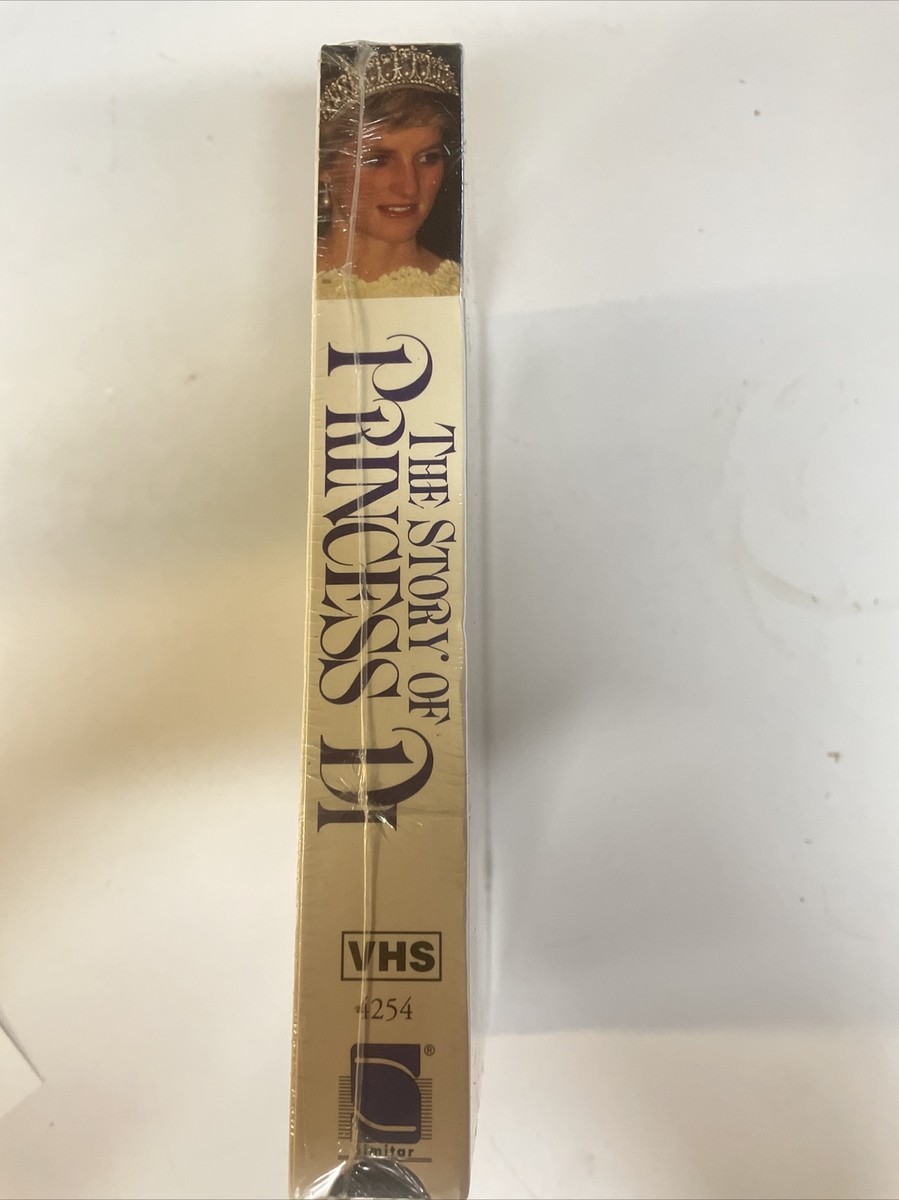 THE STORY OF
PRINCESS DI
VHS
4254
®
Simitar